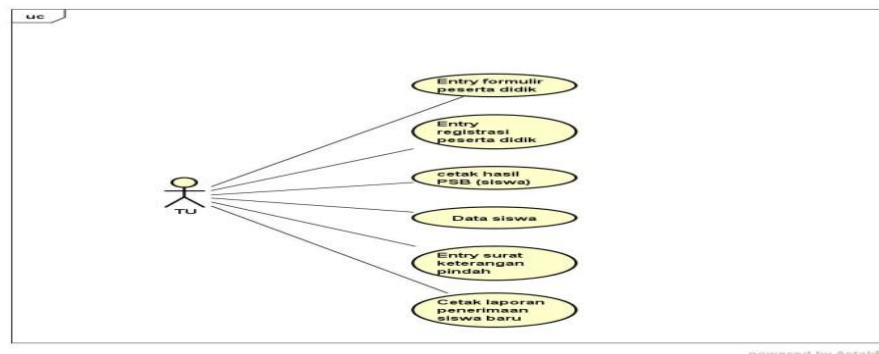 uc
Entry formulir
peserta didik
Entry
registrasi
peserta didik
cetak hasil
PSB (siswa)
TU
Data siswa
Entry surat
keterangan
pindah
Cetak laporan
penerimaan
siswa baru